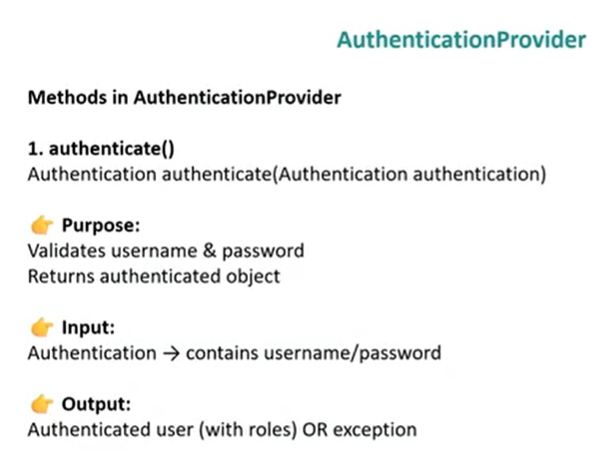 AuthenticationProvider
Methods in AuthenticationProvider
1. authenticate()
Authentication authenticate(Authentication authentication)
👉 Purpose:
Validates username & password
Returns authenticated object
👉 Input:
Authentication → contains username/password
👉 Output:
Authenticated user (with roles) OR exception